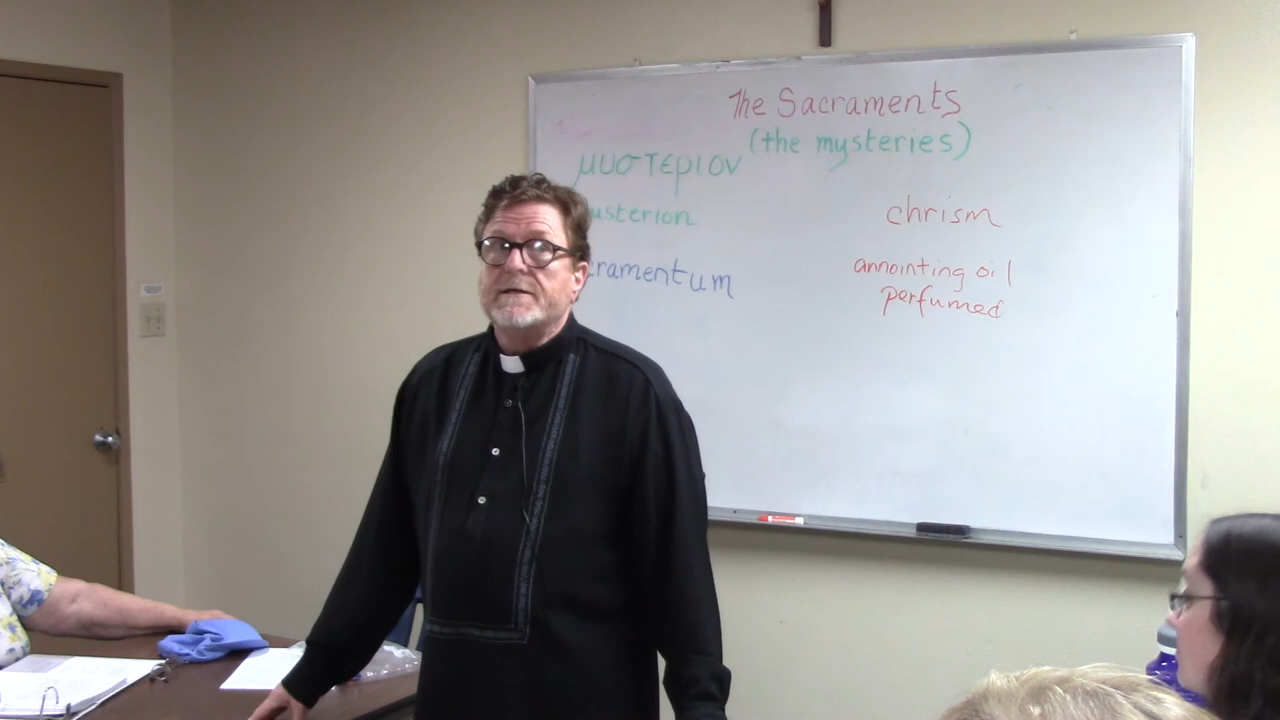 The Sacraments
(the mysteries)
μυστεριον
usterion
cramentum
chrism
annointing oil
perfumed